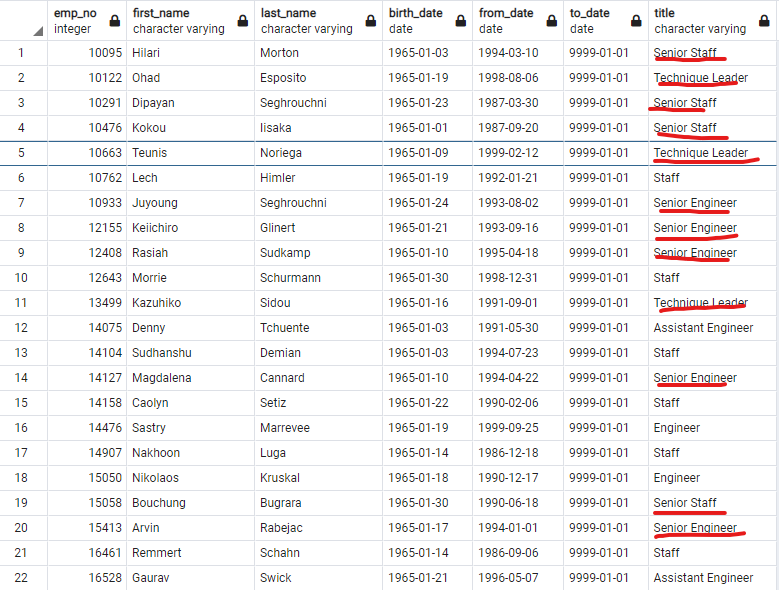 emp_no first_name last_name birth_date from_date to_date title
integer character varying character varying date date date character varying
1 10095 Hilari Morton 1965-01-03 1994-03-10 9999-01-01 Senior Staff
2 10122 Ohad Esposito 1965-01-19 1998-08-06 9999-01-01 Technique Leader
3 10291 Dipayan Seghrouchni 1965-01-23 1987-03-30 9999-01-01 Senior Staff
4 10476 Kokou Iisaka 1965-01-01 1987-09-20 9999-01-01 Senior Staff
5 10663 Teunis Noriega 1965-01-09 1999-02-12 9999-01-01 Technique Leader
6 10762 Lech Himler 1965-01-19 1992-01-21 9999-01-01 Staff
7 10933 Juyoung Seghrouchni 1965-01-24 1993-08-02 9999-01-01 Senior Engineer
8 12155 Keiichiro Glinert 1965-01-21 1993-09-16 9999-01-01 Senior Engineer
9 12408 Rasiah Sudkamp 1965-01-10 1995-04-18 9999-01-01 Senior Engineer
10 12643 Morrie Schurmann 1965-01-30 1998-12-31 9999-01-01 Staff
11 13499 Kazuhiko Sidou 1965-01-16 1991-09-01 9999-01-01 Technique Leader
12 14075 Denny Tchuente 1965-01-03 1991-05-30 9999-01-01 Assistant Engineer
13 14104 Sudhanshu Demian 1965-01-03 1994-07-23 9999-01-01 Staff
14 14127 Magdalena Cannard 1965-01-10 1994-04-22 9999-01-01 Senior Engineer
15 14158 Caolyn Setiz 1965-01-22 1990-02-06 9999-01-01 Staff
16 14476 Sastry Marrevee 1965-01-19 1999-09-25 9999-01-01 Engineer
17 14907 Nakhoon Luga 1965-01-14 1986-12-18 9999-01-01 Staff
18 15050 Nikolaos Kruskal 1965-01-18 1990-12-17 9999-01-01 Engineer
19 15058 Bouchung Bugrara 1965-01-30 1990-06-18 9999-01-01 Senior Staff
20 15413 Arvin Rabejac 1965-01-17 1994-01-01 9999-01-01 Senior Engineer
21 16461 Remmert Schahn 1965-01-14 1986-09-06 9999-01-01 Staff
22 16528 Gaurav Swick 1965-01-21 1996-05-07 9999-01-01 Assistant Engineer